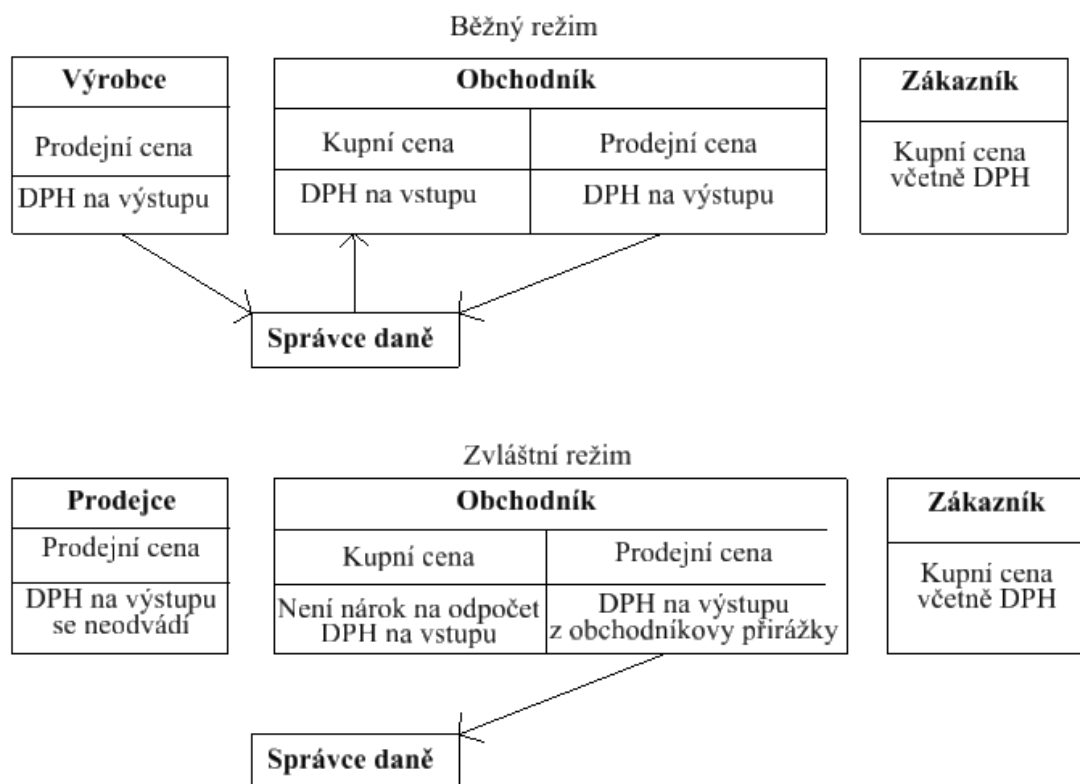 Běžný režim
Výrobce
Obchodník
Zákazník
Prodejní cena
Kupní cena
Prodejní cena
Kupní cena
včetně DPH
DPH na výstupu
DPH na vstupu
DPH na výstupu
Správce daně
Zvláštní režim
Prodejce
Obchodník
Zákazník
Prodejní cena
Kupní cena
Prodejní cena
Kupní cena
včetně DPH
DPH na výstupu
se neodvádí
Není nárok na odpočet
DPH na vstupu
DPH na výstupu
z obchodníkovy přirážky
Správce daně